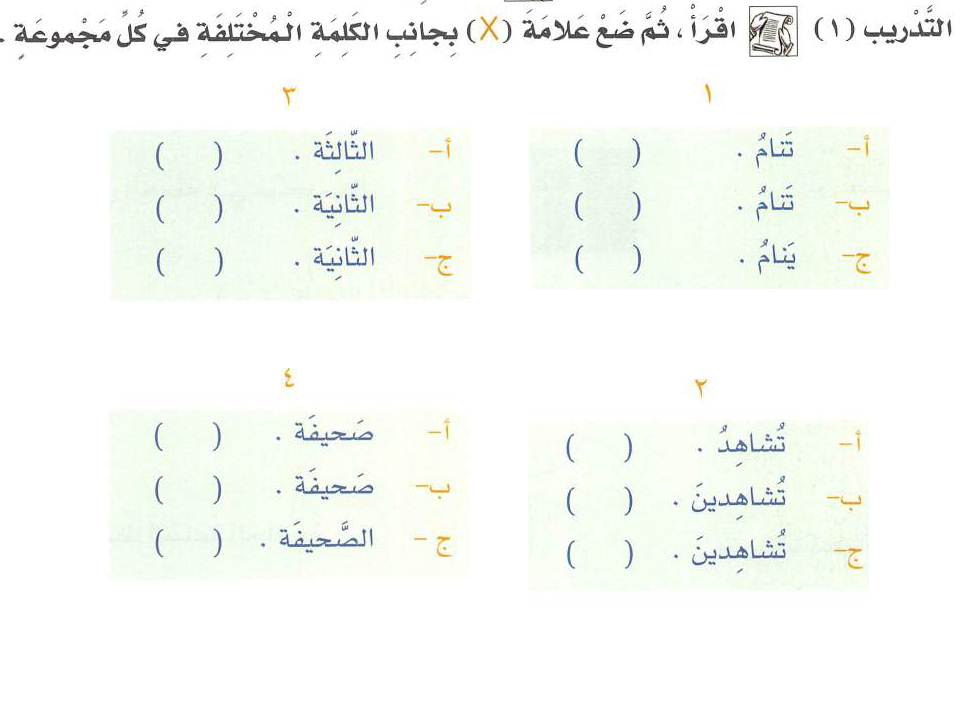 التَّدْريب (١) اقْرَأْ ، ثُمَّ ضَعْ عَلامَة (X) بِجانِبِ الكَلِمَةِ المُخْتَلِفَةِ في كُلِّ مَجْموعَةٍ .
١
أ- تَنامُ . ( )
ب- تَنامُ . ( )
ج- يَنامُ . ( )
٣
أ- الثّالِثَة . ( )
ب- الثّانِيَة . ( )
ج- الثّانِيَة . ( )
٢
أ- تُشاهِدُ . ( )
ب- تُشاهِدينَ . ( )
ج- تُشاهِدينَ . ( )
٤
أ- صَحيفَة . ( )
ب- صَحيفَة . ( )
ج- الصَّحيفَة . ( )